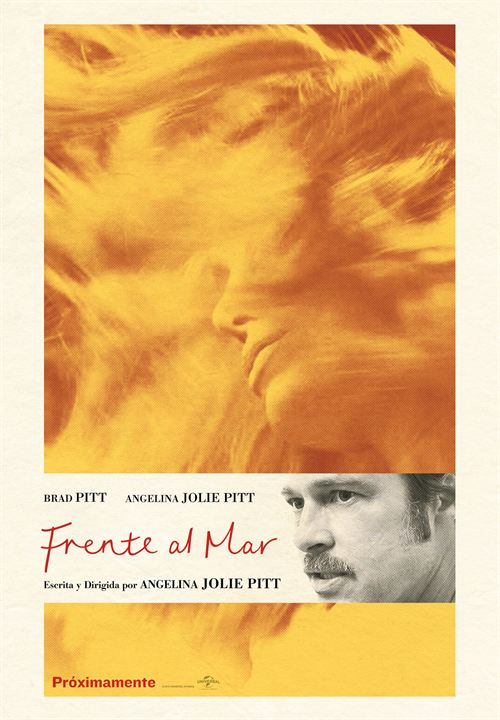 BRAD PITT ANGELINA JOLIE PITT
Frente al Mar
Escrita y Dirigida por ANGELINA JOLIE PITT
Próximamente
UNIVERSAL